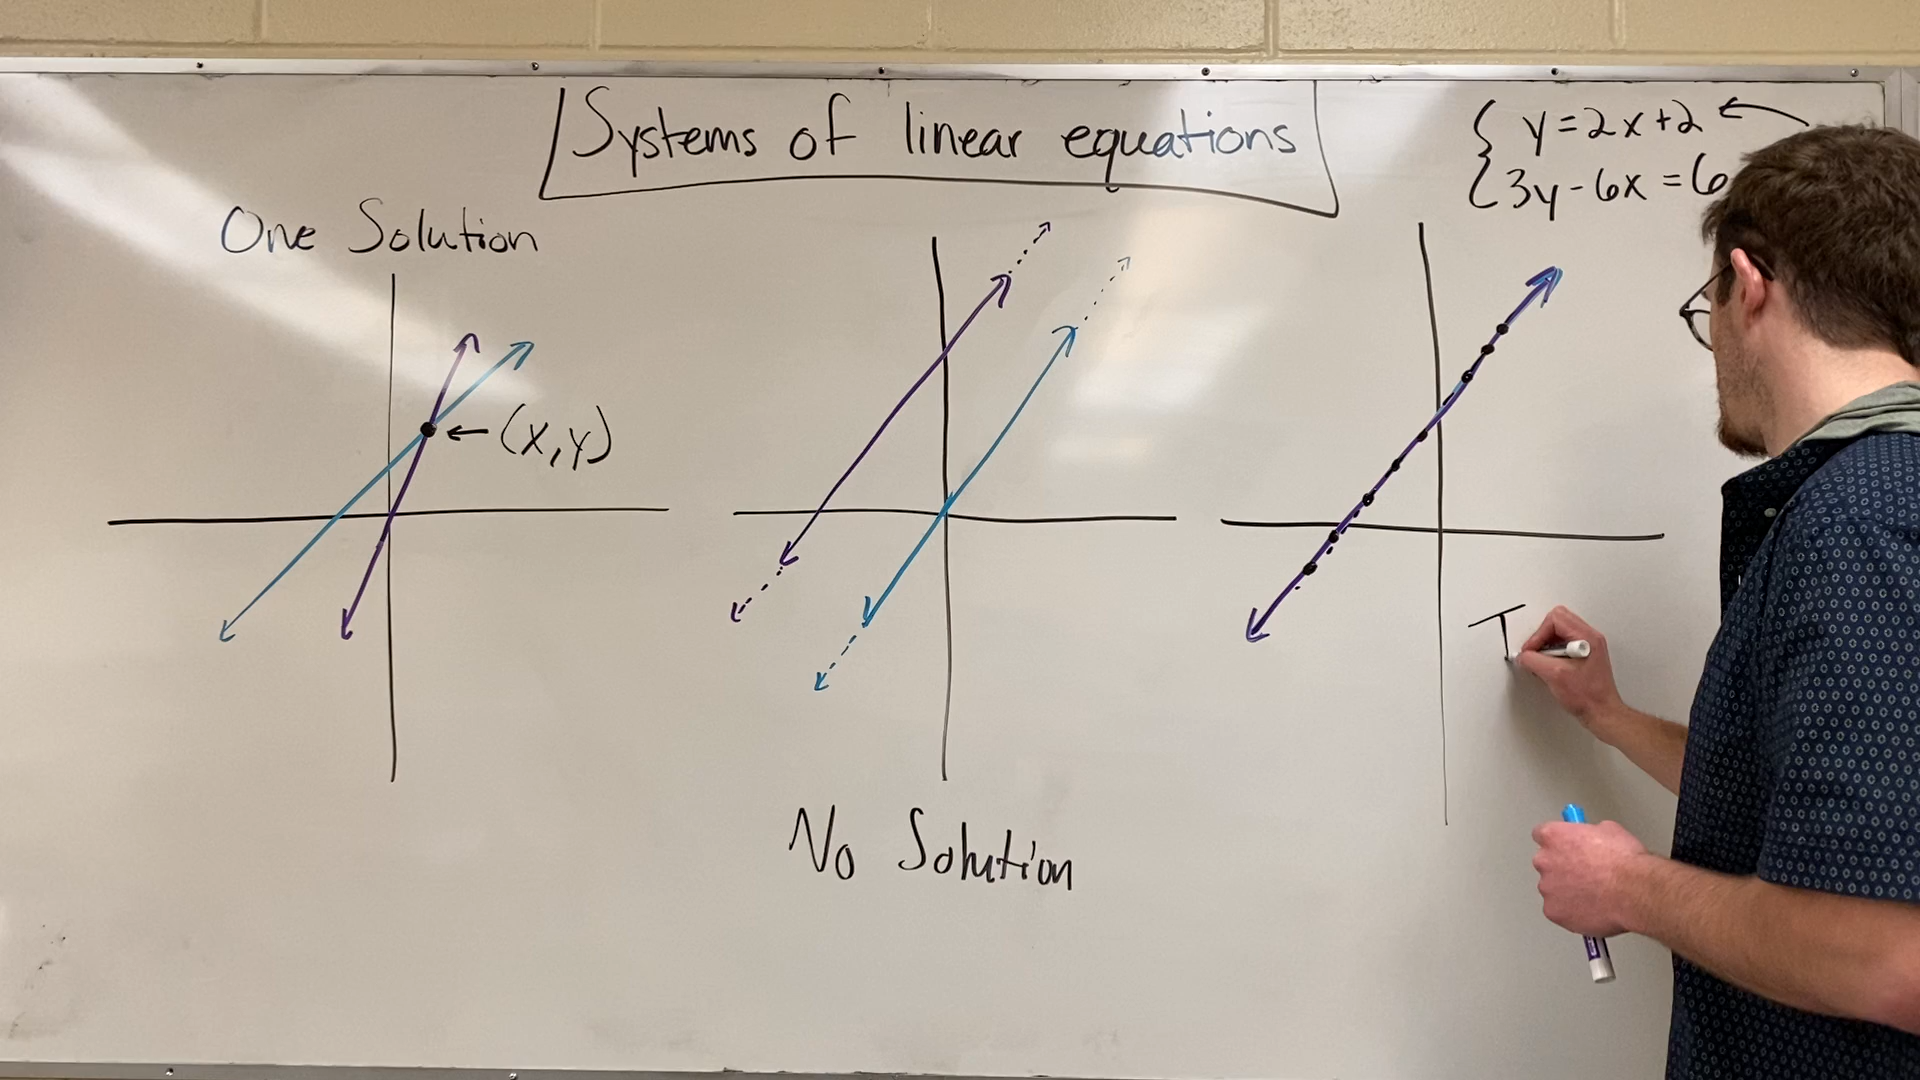 Systems of linear equations
y=2x+2
3y-6x=6
One Solution
(x,y)
No Solution
I